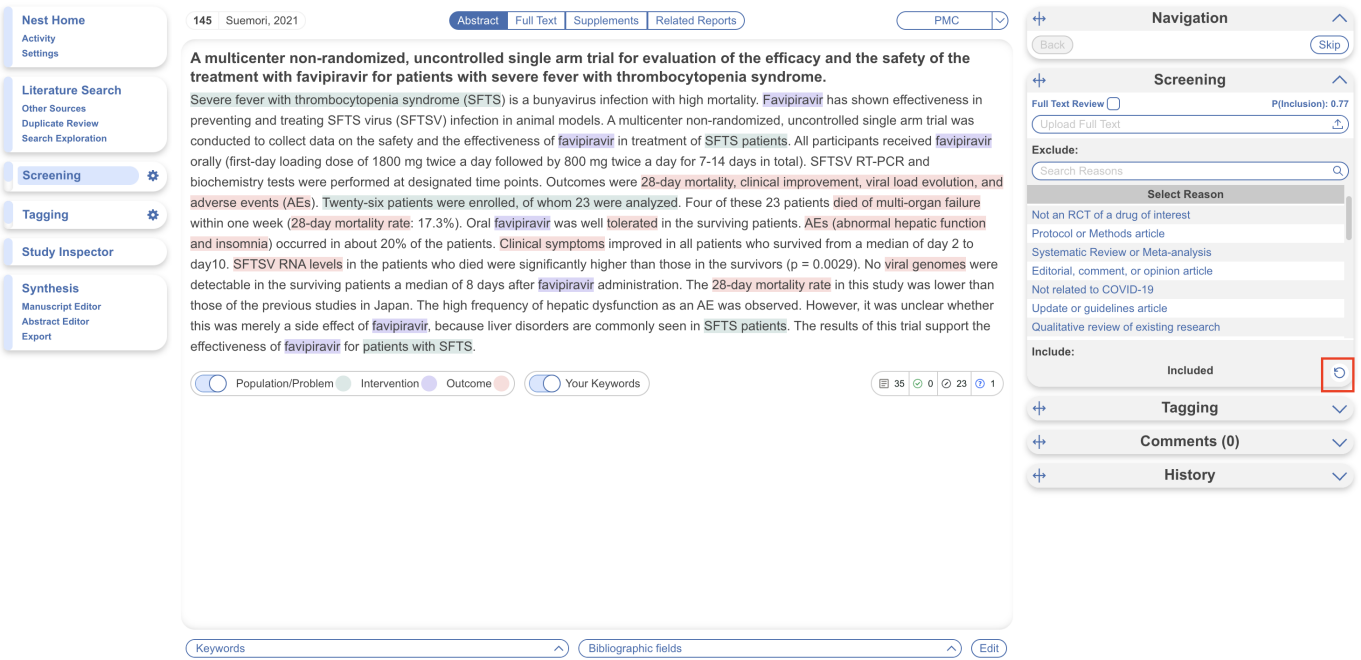 Nest Home
Activity
Settings
Literature Search
Other Sources
Duplicate Review
Search Exploration
Screening
Tagging
Study Inspector
Synthesis
Manuscript Editor
Abstract Editor
Export
145 Suemori, 2021
Abstract Full Text Supplements Related Reports
PMC
A multicenter non-randomized, uncontrolled single arm trial for evaluation of the efficacy and the safety of the
treatment with favipiravir for patients with severe fever with thrombocytopenia syndrome.
Severe fever with thrombocytopenia syndrome (SFTS) is a bunyavirus infection with high mortality. Favipiravir has shown effectiveness in
preventing and treating SFTS virus (SFTSV) infection in animal models. A multicenter non-randomized, uncontrolled single arm trial was
conducted to collect data on the safety and the effectiveness of favipiravir in treatment of SFTS patients. All participants received favipiravir
orally (first-day loading dose of 1800 mg twice a day followed by 800 mg twice a day for 7-14 days in total). SFTSV RT-PCR and
biochemistry tests were performed at designated time points. Outcomes were 28-day mortality, clinical improvement, viral load evolution, and
adverse events (AEs). Twenty-six patients were enrolled, of whom 23 were analyzed. Four of these 23 patients died of multi-organ failure
within one week (28-day mortality rate: 17.3%). Oral favipiravir was well tolerated in the surviving patients. AEs (abnormal hepatic function
and insomnia) occurred in about 20% of the patients. Clinical symptoms improved in all patients who survived from a median of day 2 to
day10. SFTSV RNA levels in the patients who died were significantly higher than those in the survivors (p = 0.0029). No viral genomes were
detectable in the surviving patients a median of 8 days after favipiravir administration. The 28-day mortality rate in this study was lower than
those of the previous studies in Japan. The high frequency of hepatic dysfunction as an AE was observed. However, it was unclear whether
this was merely a side effect of favipiravir, because liver disorders are commonly seen in SFTS patients. The results of this trial support the
effectiveness of favipiravir for patients with SFTS.
Population/Problem Intervention Outcome Your Keywords
35 0 23 1
Keywords
Bibliographic fields
Edit
Navigation
Back Skip
Screening
Full Text Review P(Inclusion): 0.77
Upload Full Text
Exclude:
Search Reasons
Select Reason
Not an RCT of a drug of interest
Protocol or Methods article
Systematic Review or Meta-analysis
Editorial, comment, or opinion article
Not related to COVID-19
Update or guidelines article
Qualitative review of existing research
Include:
Included
Tagging
Comments (0)
History